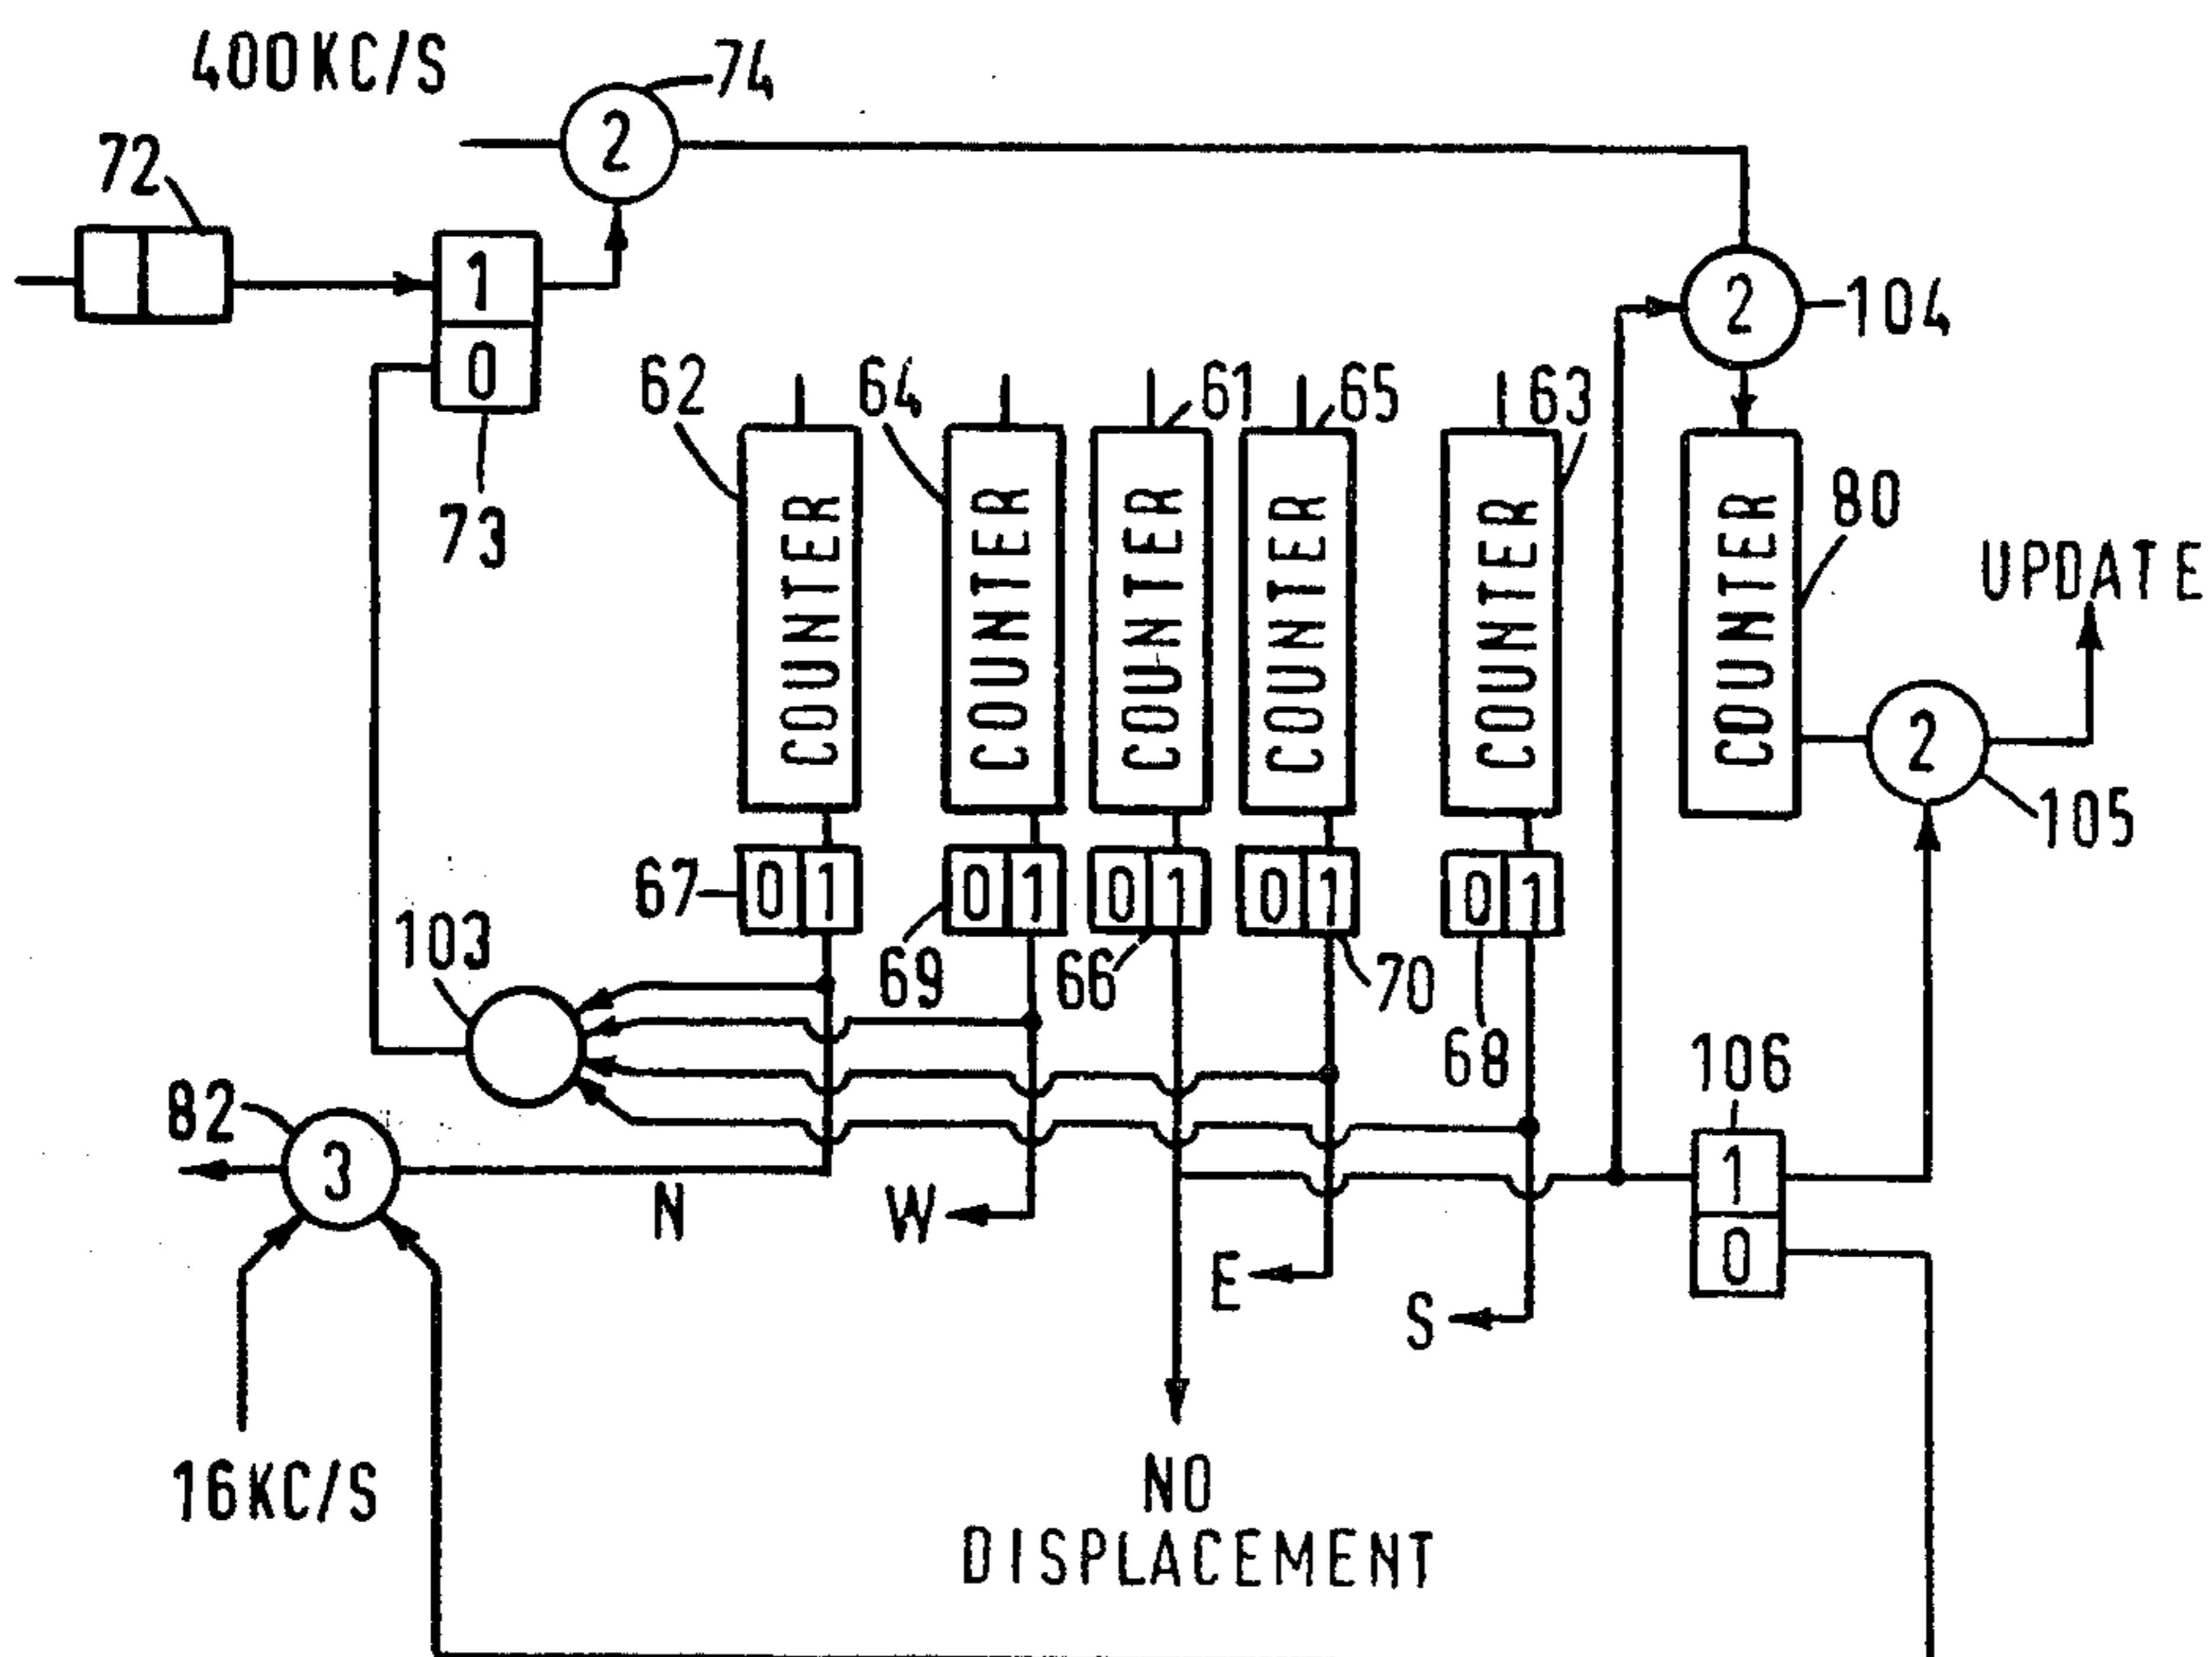 400KC/S
74
2
72
1
0
73
2
104
62
64
61
65
63
80
COUNTER
COUNTER
COUNTER
COUNTER
COUNTER
COUNTER
UPDATE
2
105
67
0 1
69
0 1
66
0 1
70
0 1
68
0 1
103
106
1
0
82
3
N
W
E
S
16KC/S
NO
DISPLACEMENT